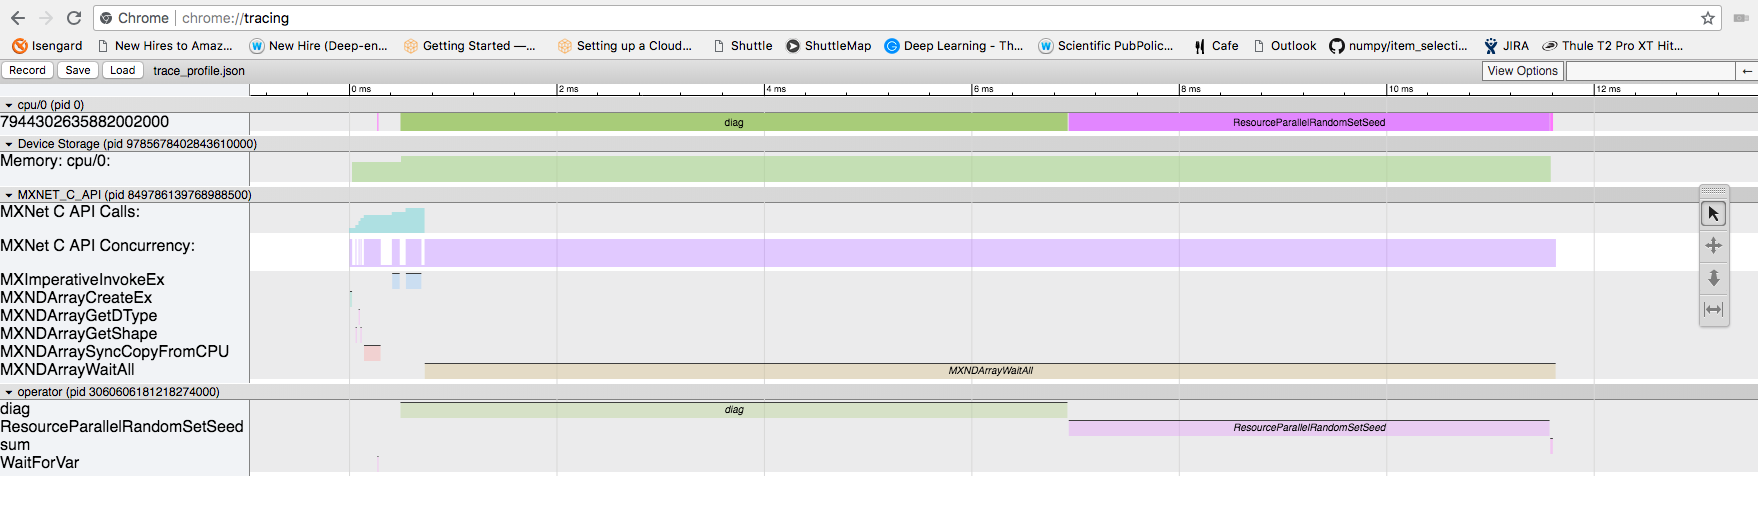 Chrome chrome://tracing
Isengard New Hires to Amaz... New Hire (Deep-en... Getting Started —... Setting up a Cloud... Shuttle ShuttleMap Deep Learning - Th... Scientific PubPolic... Cafe Outlook numpy/item_selecti... JIRA Thule T2 Pro XT Hit...
Record Save Load trace_profile.json View Options ←
0 ms 2 ms 4 ms 6 ms 8 ms 10 ms 12 ms
cpu/0 (pid 0)
7944302635882002000 diag ResourceParallelRandomSetSeed
Device Storage (pid 9785678402843610000)
Memory: cpu/0:
MXNET_C_API (pid 849786139768988500)
MXNet C API Calls:
MXNet C API Concurrency:
MXImperativeInvokeEx
MXNDArrayCreateEx
MXNDArrayGetDType
MXNDArrayGetShape
MXNDArraySyncCopyFromCPU
MXNDArrayWaitAll MXNDArrayWaitAll
operator (pid 3060606181218274000)
diag diag
ResourceParallelRandomSetSeed ResourceParallelRandomSetSeed
sum
WaitForVar